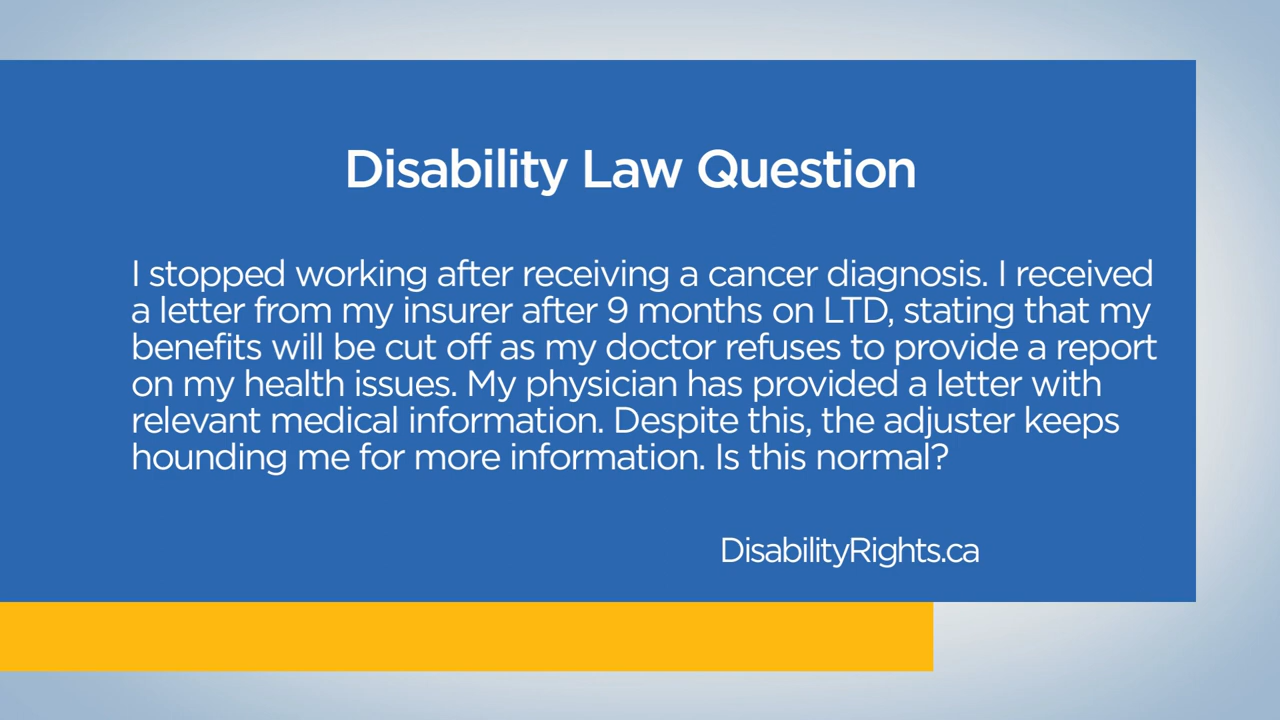 Disability Law Question
I stopped working after receiving a cancer diagnosis. I received
a letter from my insurer after 9 months on LTD, stating that my
benefits will be cut off as my doctor refuses to provide a report
on my health issues. My physician has provided a letter with
relevant medical information. Despite this, the adjuster keeps
hounding me for more information. Is this normal?
DisabilityRights.ca